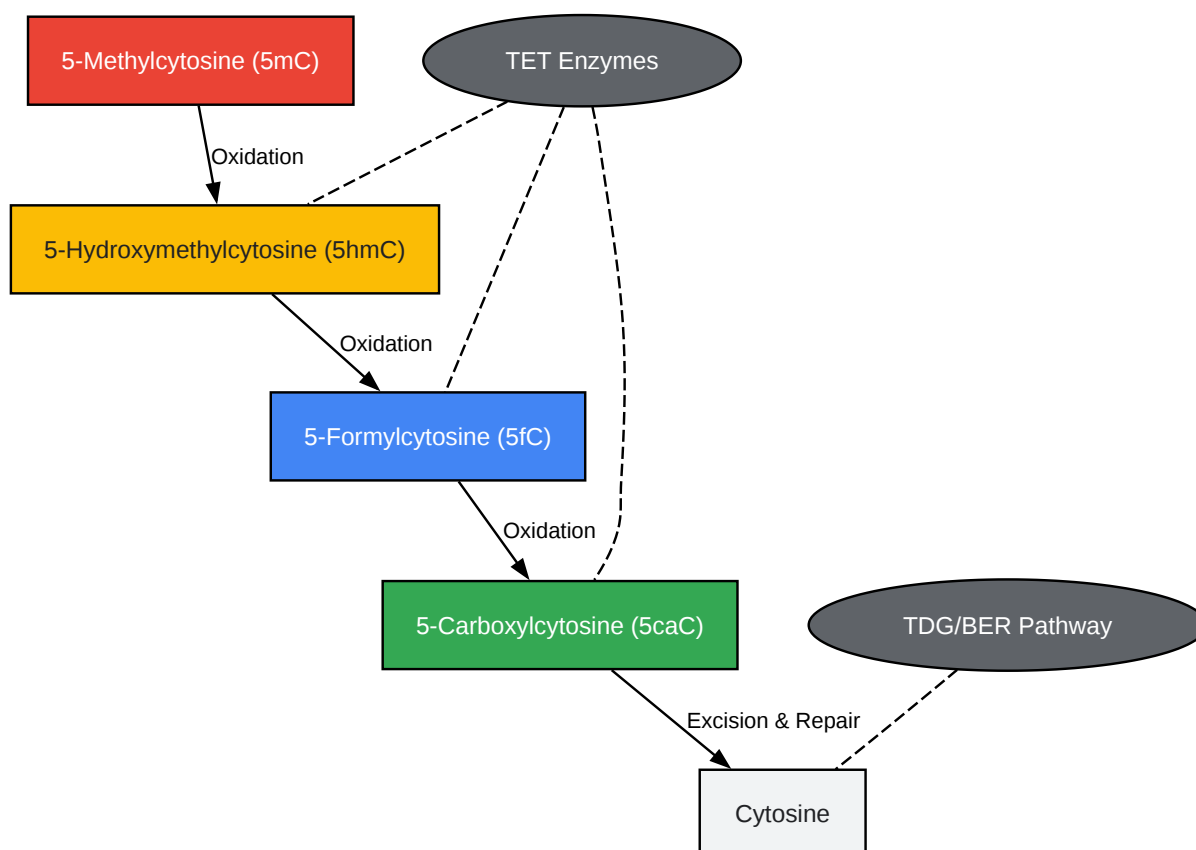 5-Methylcytosine (5mC)
TET Enzymes
Oxidation
5-Hydroxymethylcytosine (5hmC)
Oxidation
5-Formylcytosine (5fC)
Oxidation
5-Carboxylcytosine (5caC)
TDG/BER Pathway
Excision & Repair
Cytosine